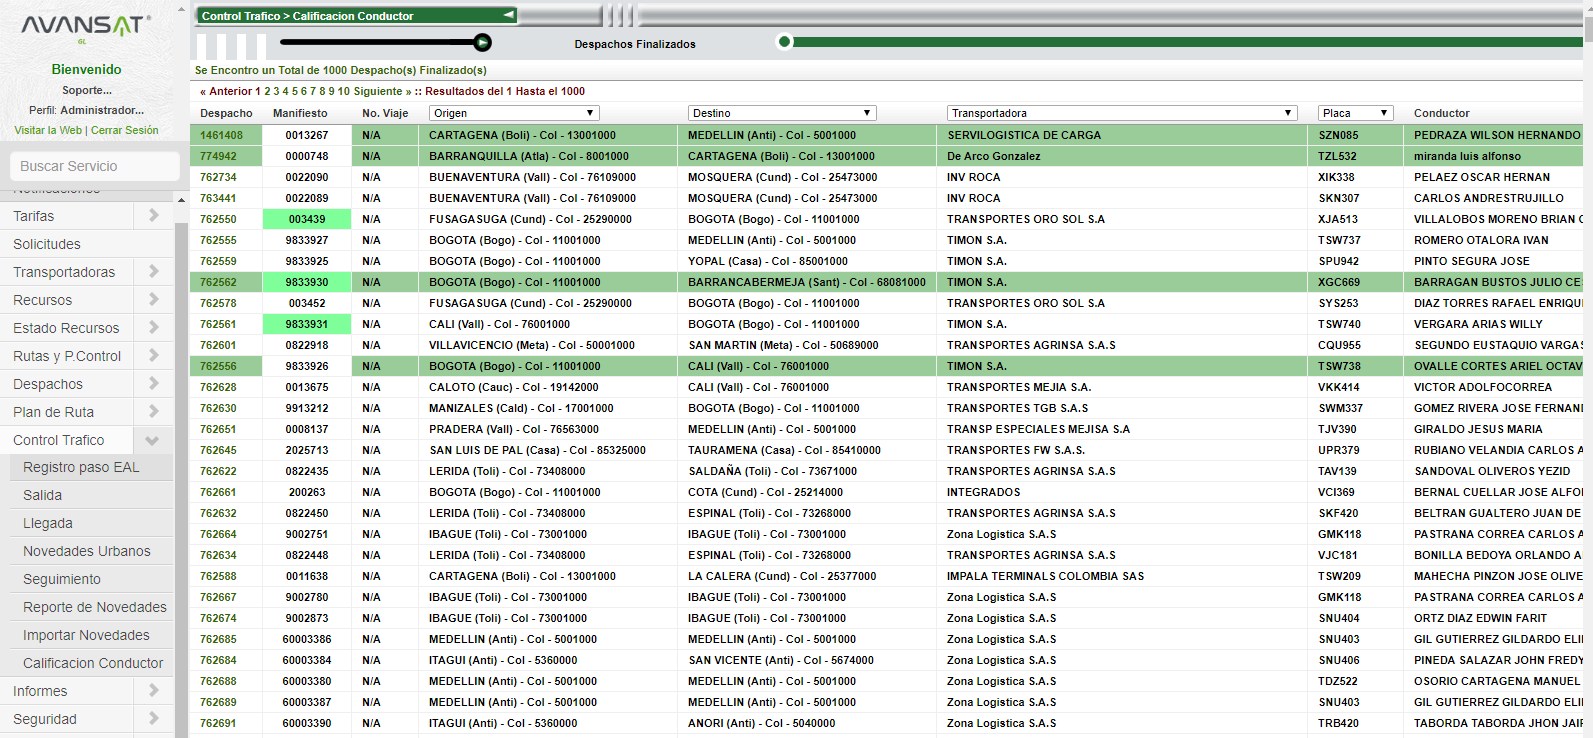 AVANSAT
GL
Bienvenido
Soporte...
Perfil: Administrador...
Visitar la Web | Cerrar Sesión
Buscar Servicio
Notificaciones
Tarifas
Solicitudes
Transportadoras
Recursos
Estado Recursos
Rutas y P.Control
Despachos
Plan de Ruta
Control Trafico
Registro paso EAL
Salida
Llegada
Novedades Urbanos
Seguimiento
Reporte de Novedades
Importar Novedades
Calificacion Conductor
Informes
Seguridad
Control Trafico > Calificacion Conductor
Despachos Finalizados
Se Encontro un Total de 1000 Despacho(s) Finalizado(s)
« Anterior 1 2 3 4 5 6 7 8 9 10 Siguiente » :: Resultados del 1 Hasta el 1000
Despacho Manifiesto No. Viaje Origen Destino Transportadora Placa Conductor
1461408 0013267 N/A CARTAGENA (Boli) - Col - 13001000 MEDELLIN (Anti) - Col - 5001000 SERVILOGISTICA DE CARGA SZN085 PEDRAZA WILSON HERNANDO
774942 0000748 N/A BARRANQUILLA (Atla) - Col - 8001000 CARTAGENA (Boli) - Col - 13001000 De Arco Gonzalez TZL532 miranda luis alfonso
762734 0022090 N/A BUENAVENTURA (Vall) - Col - 76109000 MOSQUERA (Cund) - Col - 25473000 INV ROCA XIK338 PELAEZ OSCAR HERNAN
763441 0022089 N/A BUENAVENTURA (Vall) - Col - 76109000 MOSQUERA (Cund) - Col - 25473000 INV ROCA SKN307 CARLOS ANDRESTRUJILLO
762550 003439 N/A FUSAGASUGA (Cund) - Col - 25290000 BOGOTA (Bogo) - Col - 11001000 TRANSPORTES ORO SOL S.A XJA513 VILLALOBOS MORENO BRIAN
762555 9833927 N/A BOGOTA (Bogo) - Col - 11001000 MEDELLIN (Anti) - Col - 5001000 TIMON S.A. TSW737 ROMERO OTALORA IVAN
762559 9833925 N/A BOGOTA (Bogo) - Col - 11001000 YOPAL (Casa) - Col - 85001000 TIMON S.A. SPU942 PINTO SEGURA JOSE
762562 9833930 N/A BOGOTA (Bogo) - Col - 11001000 BARRANCABERMEJA (Sant) - Col - 68081000 TIMON S.A. XGC669 BARRAGAN BUSTOS JULIO CE
762578 003452 N/A FUSAGASUGA (Cund) - Col - 25290000 BOGOTA (Bogo) - Col - 11001000 TRANSPORTES ORO SOL S.A SYS253 DIAZ TORRES RAFAEL ENRIQU
762561 9833931 N/A CALI (Vall) - Col - 76001000 BOGOTA (Bogo) - Col - 11001000 TIMON S.A. TSW740 VERGARA ARIAS WILLY
762601 0822918 N/A VILLAVICENCIO (Meta) - Col - 50001000 SAN MARTIN (Meta) - Col - 50689000 TRANSPORTES AGRINSA S.A.S CQU955 SEGUNDO EUSTAQUIO VARGAS
762556 9833926 N/A BOGOTA (Bogo) - Col - 11001000 CALI (Vall) - Col - 76001000 TIMON S.A. TSW738 OVALLE CORTES ARIEL OCTAV
762628 0013675 N/A CALOTO (Cauc) - Col - 19142000 CALI (Vall) - Col - 76001000 TRANSPORTES MEJIA S.A. VKK414 VICTOR ADOLFOCORREA
762630 9913212 N/A MANIZALES (Cald) - Col - 17001000 BOGOTA (Bogo) - Col - 11001000 TRANSPORTES TGB S.A.S SWM337 GOMEZ RIVERA JOSE FERNAN
762651 0008137 N/A PRADERA (Vall) - Col - 76563000 MEDELLIN (Anti) - Col - 5001000 TRANSP ESPECIALES MEJISA S.A TJV390 GIRALDO JESUS MARIA
762645 2025713 N/A SAN LUIS DE PAL (Casa) - Col - 85325000 TAURAMENA (Casa) - Col - 85410000 TRANSPORTES FW S.A.S. UPR379 RUBIANO VELANDIA CARLOS A
762622 0822435 N/A LERIDA (Toli) - Col - 73408000 SALDAÑA (Toli) - Col - 73671000 TRANSPORTES AGRINSA S.A.S TAV139 SANDOVAL OLIVEROS YEZID
762661 200263 N/A BOGOTA (Bogo) - Col - 11001000 COTA (Cund) - Col - 25214000 INTEGRADOS VCI369 BERNAL CUELLAR JOSE ALFO
762632 0822450 N/A LERIDA (Toli) - Col - 73408000 ESPINAL (Toli) - Col - 73268000 TRANSPORTES AGRINSA S.A.S SKF420 BELTRAN GUALTERO JUAN DE
762664 9002751 N/A IBAGUE (Toli) - Col - 73001000 IBAGUE (Toli) - Col - 73001000 Zona Logistica S.A.S GMK118 PASTRANA CORREA CARLOS A
762634 0822448 N/A LERIDA (Toli) - Col - 73408000 ESPINAL (Toli) - Col - 73268000 TRANSPORTES AGRINSA S.A.S VJC181 BONILLA BEDOYA ORLANDO A
762588 0011638 N/A CARTAGENA (Boli) - Col - 13001000 LA CALERA (Cund) - Col - 25377000 IMPALA TERMINALS COLOMBIA SAS TSW209 MAHECHA PINZON JOSE OLIVE
762667 9002780 N/A IBAGUE (Toli) - Col - 73001000 IBAGUE (Toli) - Col - 73001000 Zona Logistica S.A.S GMK118 PASTRANA CORREA CARLOS A
762674 9002873 N/A IBAGUE (Toli) - Col - 73001000 IBAGUE (Toli) - Col - 73001000 Zona Logistica S.A.S SNU404 ORTZ DIAZ EDWIN FARIT
762685 60003386 N/A MEDELLIN (Anti) - Col - 5001000 MEDELLIN (Anti) - Col - 5001000 Zona Logistica S.A.S SNU403 GIL GUTIERREZ GILDARDO ELI
762684 60003384 N/A ITAGUI (Anti) - Col - 5360000 SAN VICENTE (Anti) - Col - 5674000 Zona Logistica S.A.S SNU406 PINEDA SALAZAR JOHN FREDY
762688 60003380 N/A MEDELLIN (Anti) - Col - 5001000 MEDELLIN (Anti) - Col - 5001000 Zona Logistica S.A.S TDZ522 OSORIO CARTAGENA MANUEL
762689 60003387 N/A MEDELLIN (Anti) - Col - 5001000 MEDELLIN (Anti) - Col - 5001000 Zona Logistica S.A.S SNU403 GIL GUTIERREZ GILDARDO ELI
762691 60003390 N/A ITAGUI (Anti) - Col - 5360000 ANORI (Anti) - Col - 5040000 Zona Logistica S.A.S TRB420 TABORDA TABORDA JHON JAIR